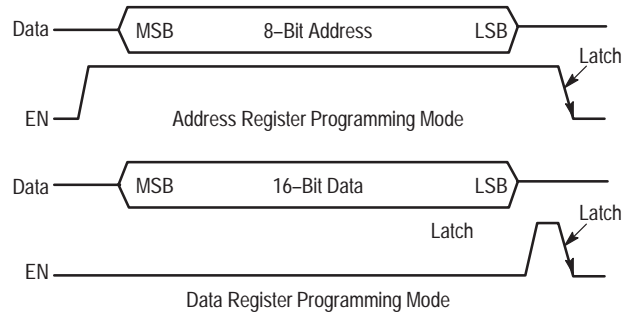 Data MSB 8–Bit Address LSB
Latch
EN Address Register Programming Mode
Data MSB 16–Bit Data LSB
Latch Latch
EN
Data Register Programming Mode